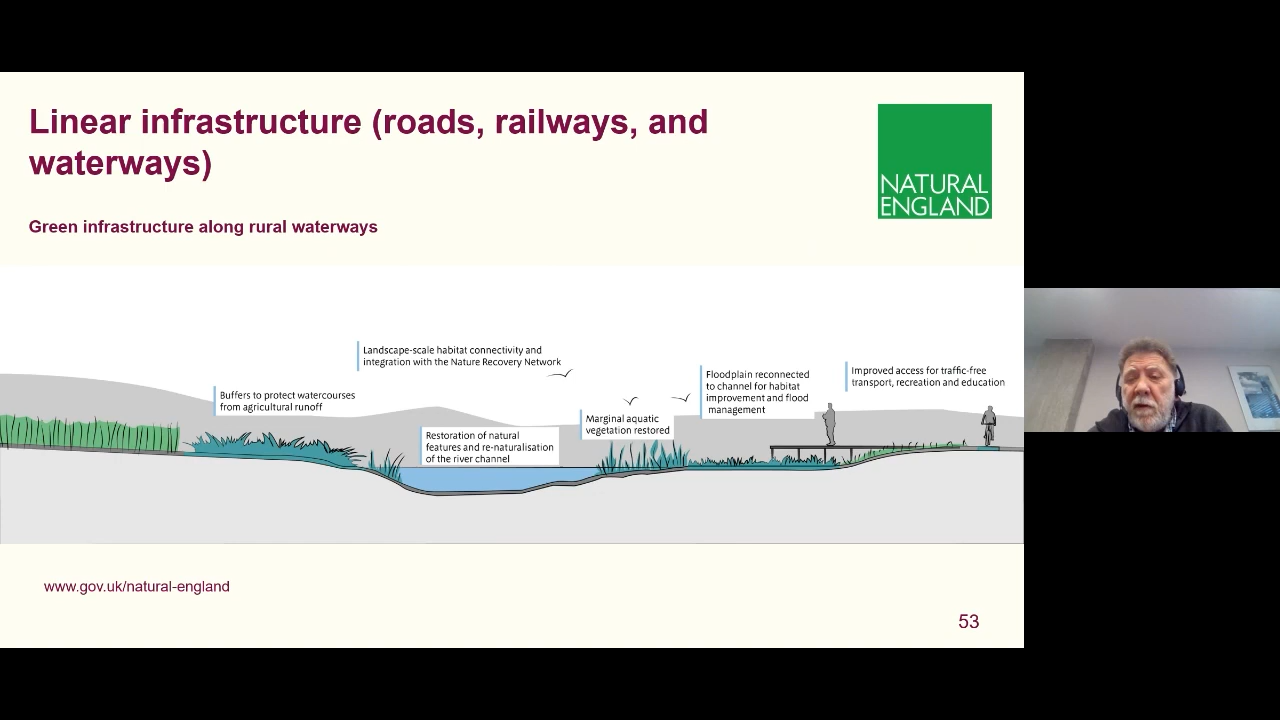 Linear infrastructure (roads, railways, and
waterways)
NATURAL
ENGLAND
Green infrastructure along rural waterways
Landscape-scale habitat connectivity and
integration with the Nature Recovery Network
Buffers to protect watercourses
from agricultural runoff
Restoration of natural
features and re-naturalisation
of the river channel
Marginal aquatic
vegetation restored
Floodplain reconnected
to channel for habitat
improvement and flood
management
Improved access for traffic-free
transport, recreation and education
www.gov.uk/natural-england
53